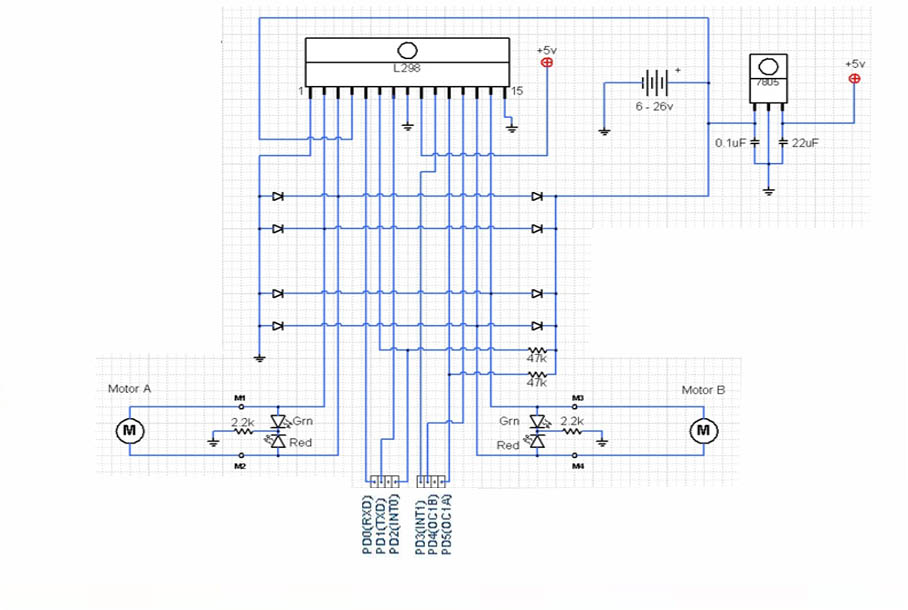 +5v
L298
1
15
+
6 - 26v
7805
+5v
0.1uF
22uF
47k
47k
Motor A
M1
2.2k
Grn
Red
M2
Motor B
M3
Grn
2.2k
Red
M4
M
M
PD0(RXD)
PD1(TXD)
PD2(INT0)
PD3(INT1)
PD4(OC1B)
PD5(OC1A)